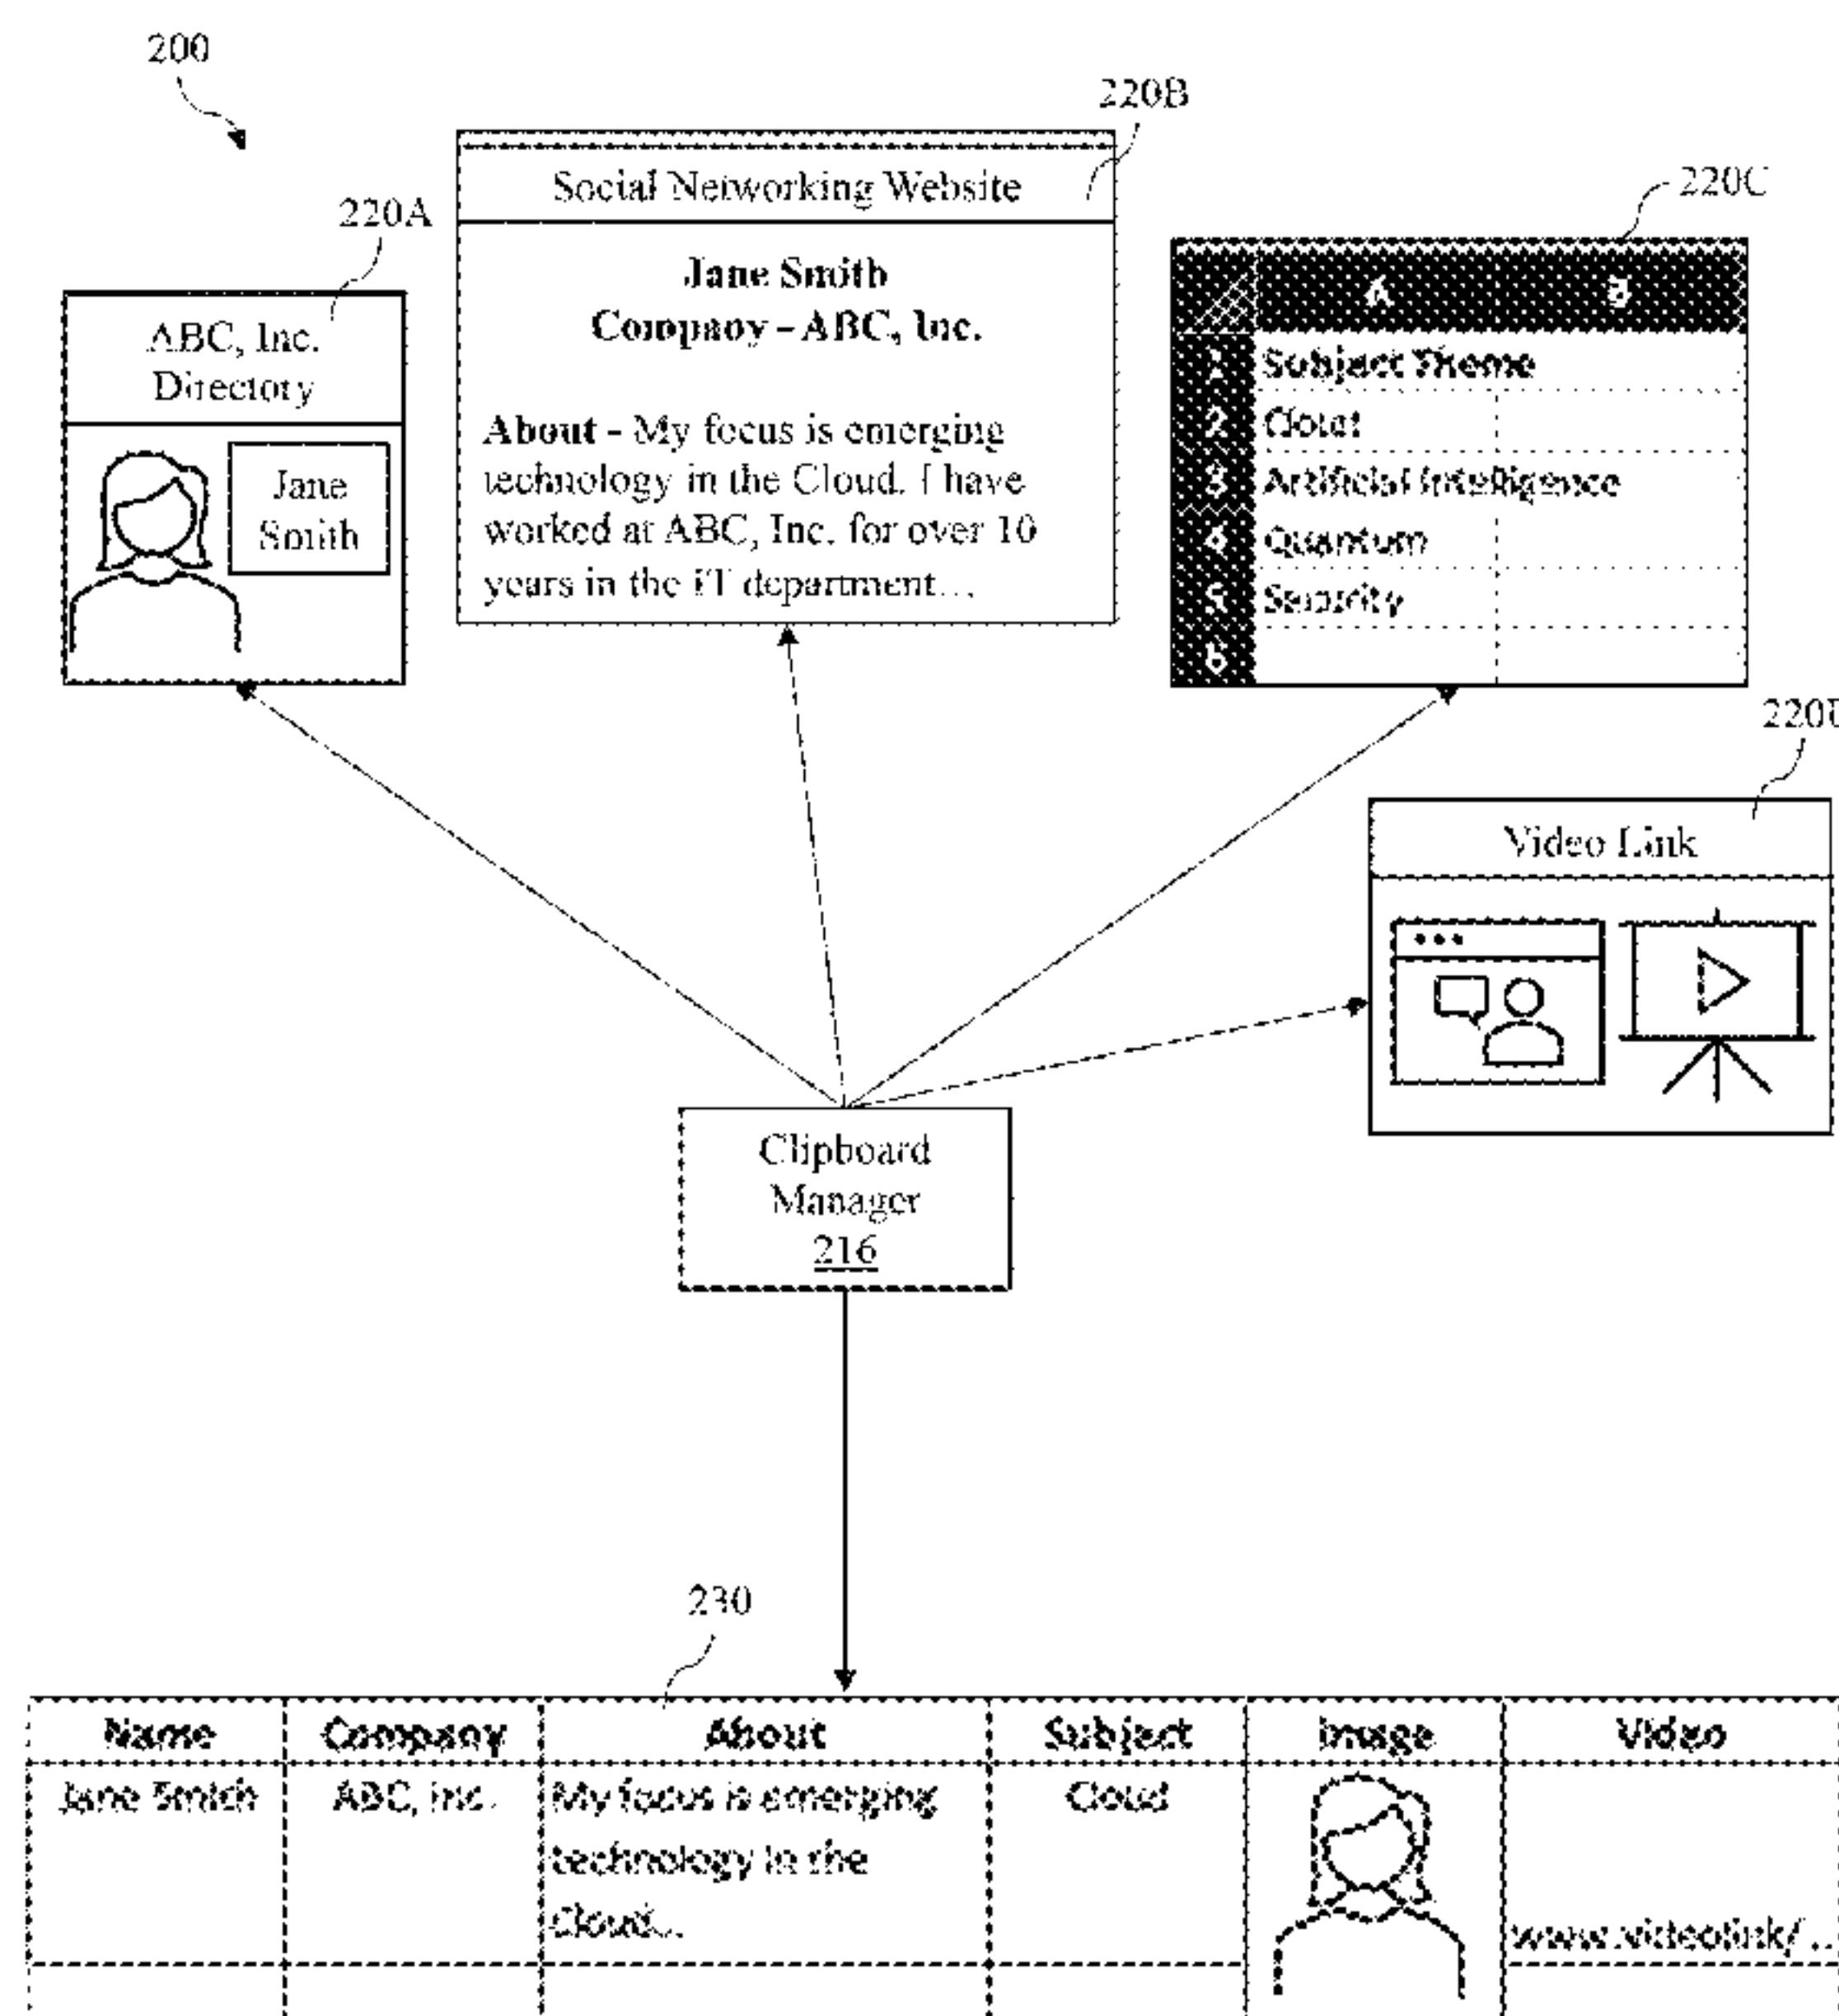 200
220B
Social Networking Website
220C
220A
Jane Smith
Company - ABC, Inc.
A
B
ABC, Inc.
Directory
1 Subject Theme
2 Cloud
About - My focus is emerging
technology in the Cloud. I have
worked at ABC, Inc. for over 10
years in the IT department...
3 Artificial Intelligence
Jane
Smith
4 Quantum
5 Security
6
Video Link
Clipboard
Manager
216
230
Name Company About Subject Image Video
Jane Smith ABC, Inc. My focus is emerging Cloud
technology in the
Cloud...
www.videolink/...